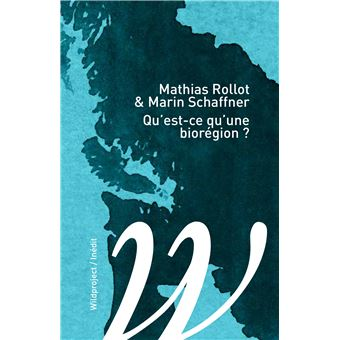 Mathias Rollot
& Marin Schaffner
Qu'est-ce qu'une
biorégion ?
Wildproject / Inédit
W